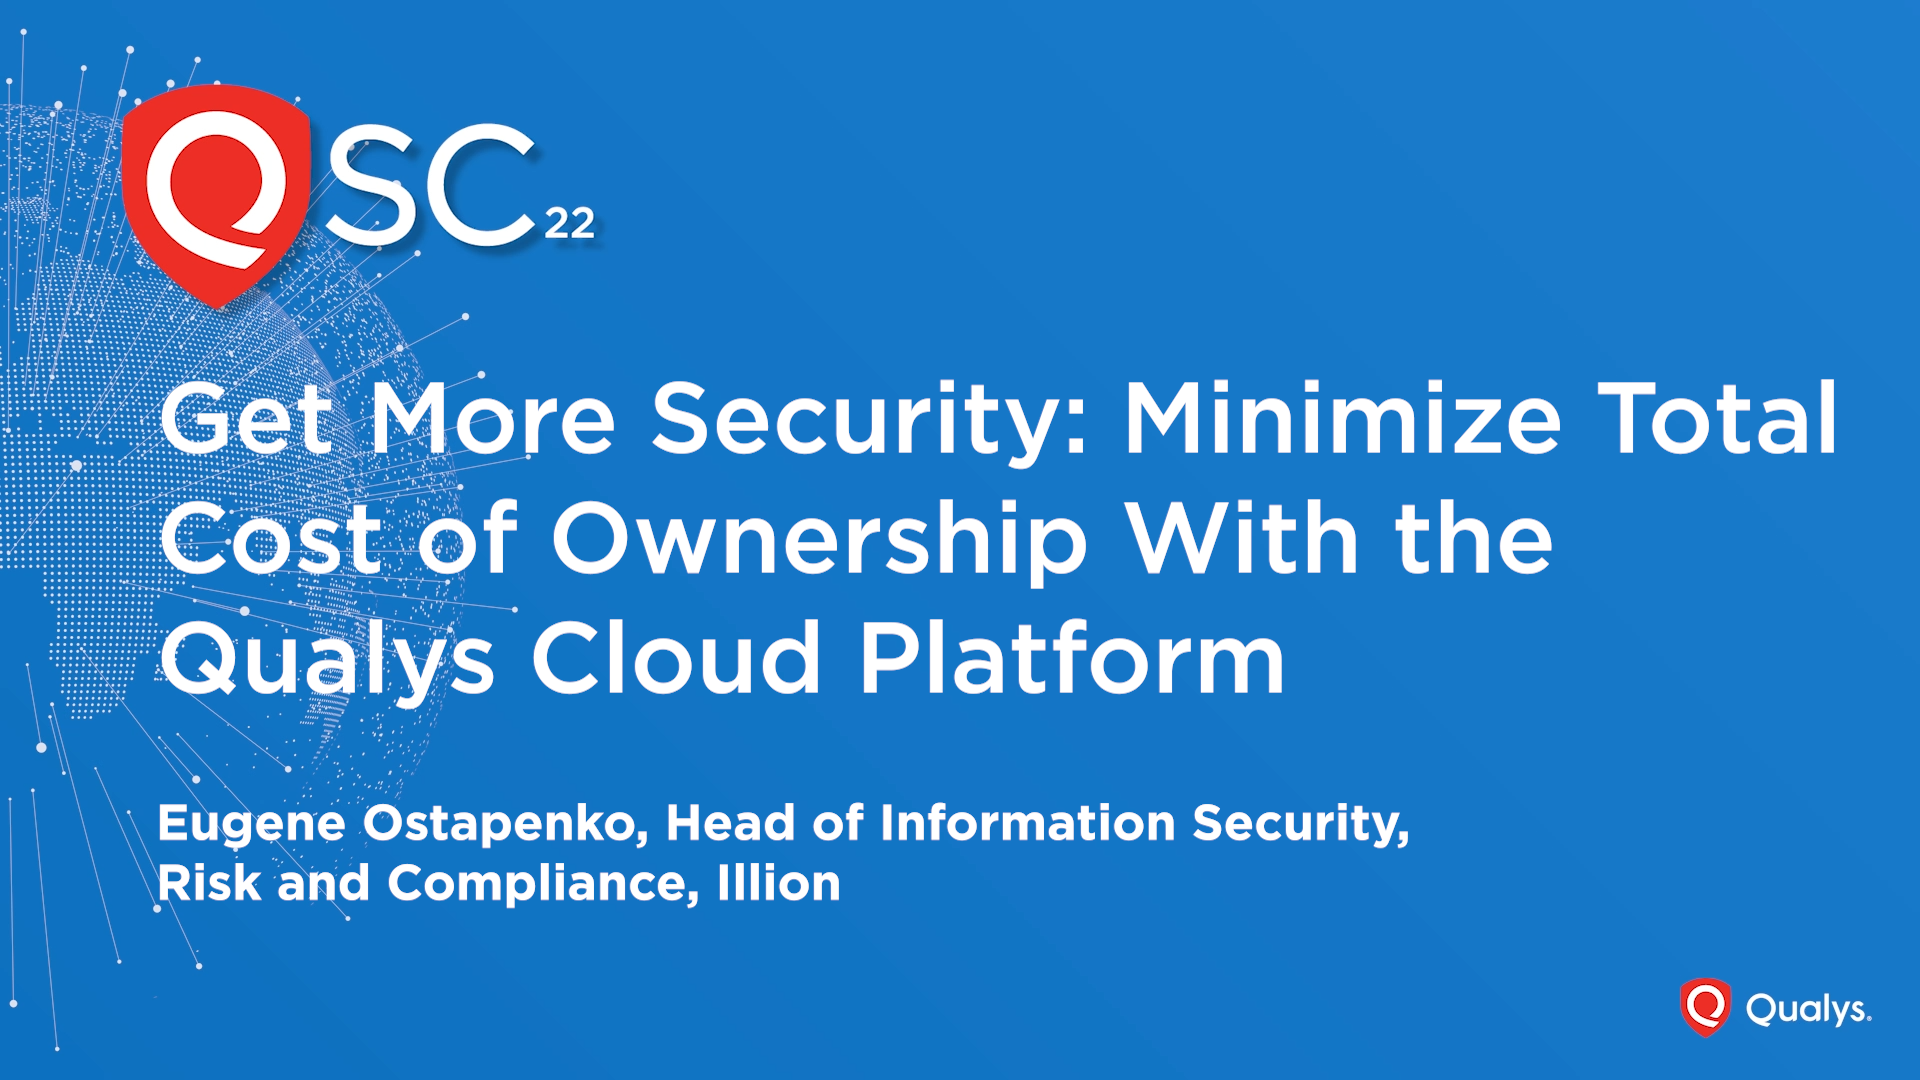 QSC22
Get More Security: Minimize Total
Cost of Ownership With the
Qualys Cloud Platform
Eugene Ostapenko, Head of Information Security,
Risk and Compliance, Illion
Qualys.